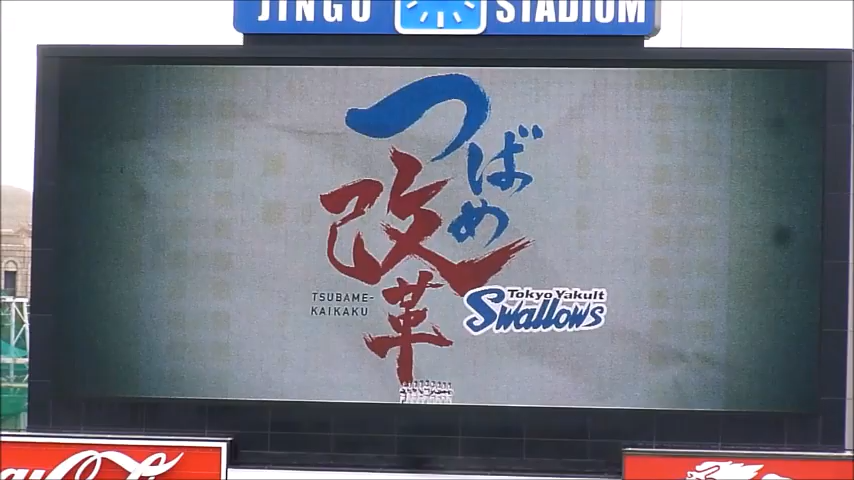 JINGU STADIUM
つばめ
改革
TSUBAME-
KAIKAKU
Tokyo Yakult
Swallows